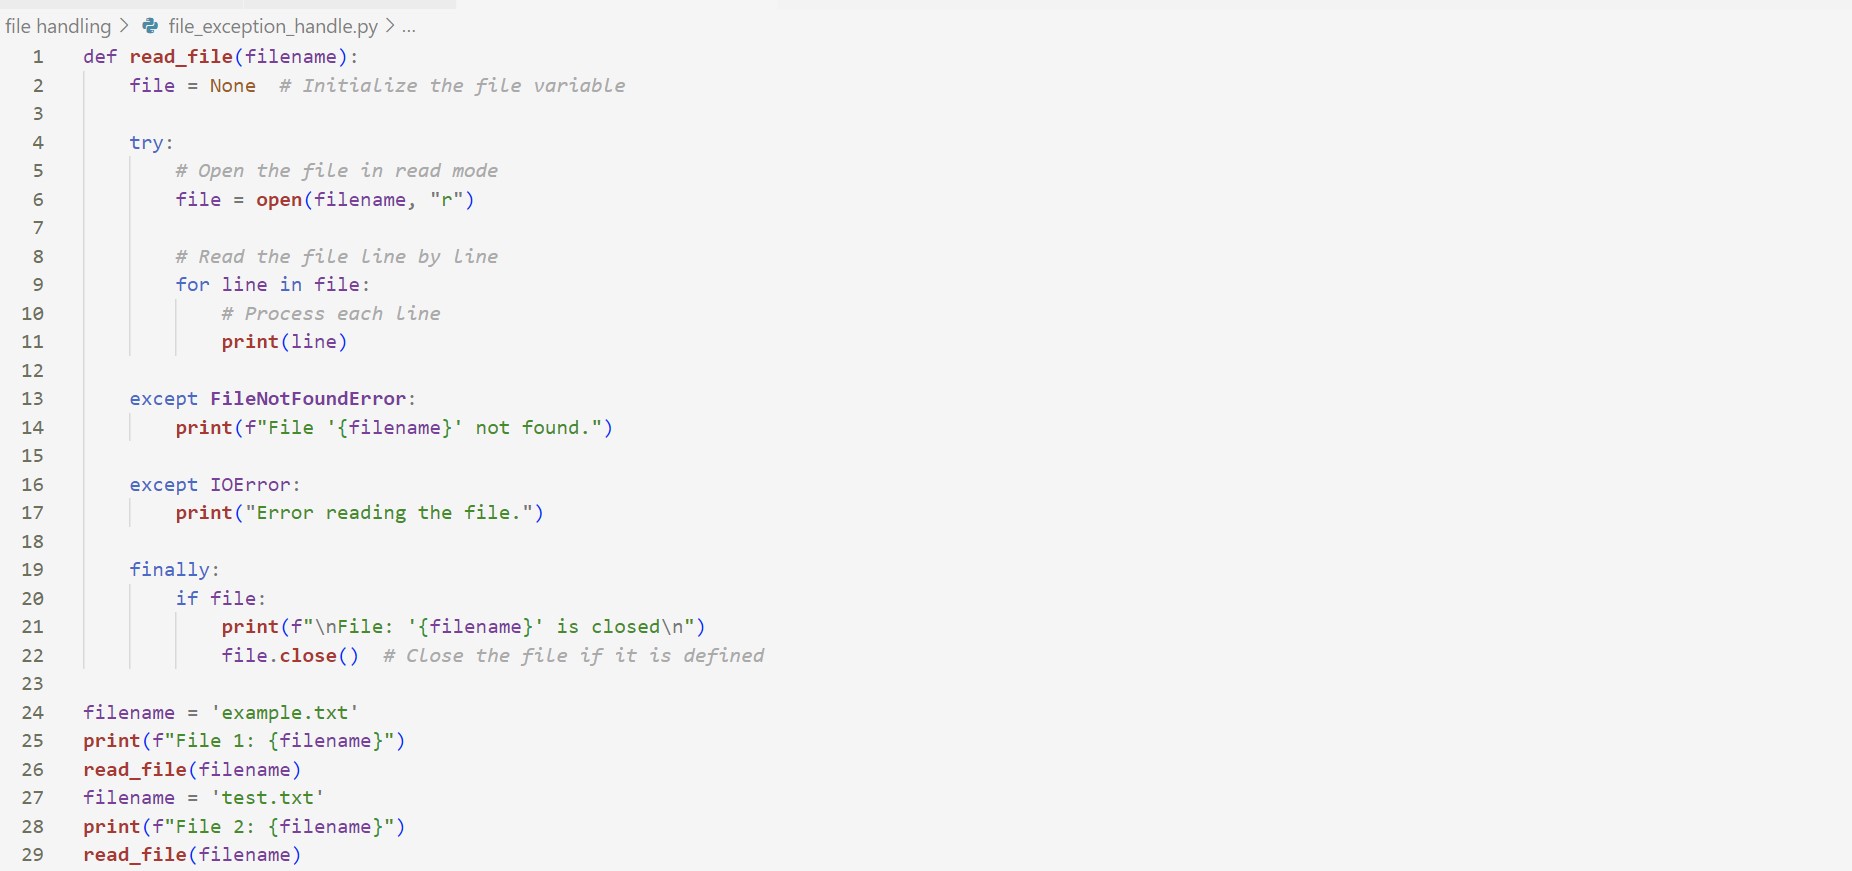 file handling > file_exception_handle.py > ...
1 def read_file(filename):
2     file = None  # Initialize the file variable
3
4     try:
5         # Open the file in read mode
6         file = open(filename, "r")
7
8         # Read the file line by line
9         for line in file:
10             # Process each line
11             print(line)
12
13     except FileNotFoundError:
14         print(f"File '{filename}' not found.")
15
16     except IOError:
17         print("Error reading the file.")
18
19     finally:
20         if file:
21             print(f"\nFile: '{filename}' is closed\n")
22             file.close()  # Close the file if it is defined
23
24 filename = 'example.txt'
25 print(f"File 1: {filename}")
26 read_file(filename)
27 filename = 'test.txt'
28 print(f"File 2: {filename}")
29 read_file(filename)